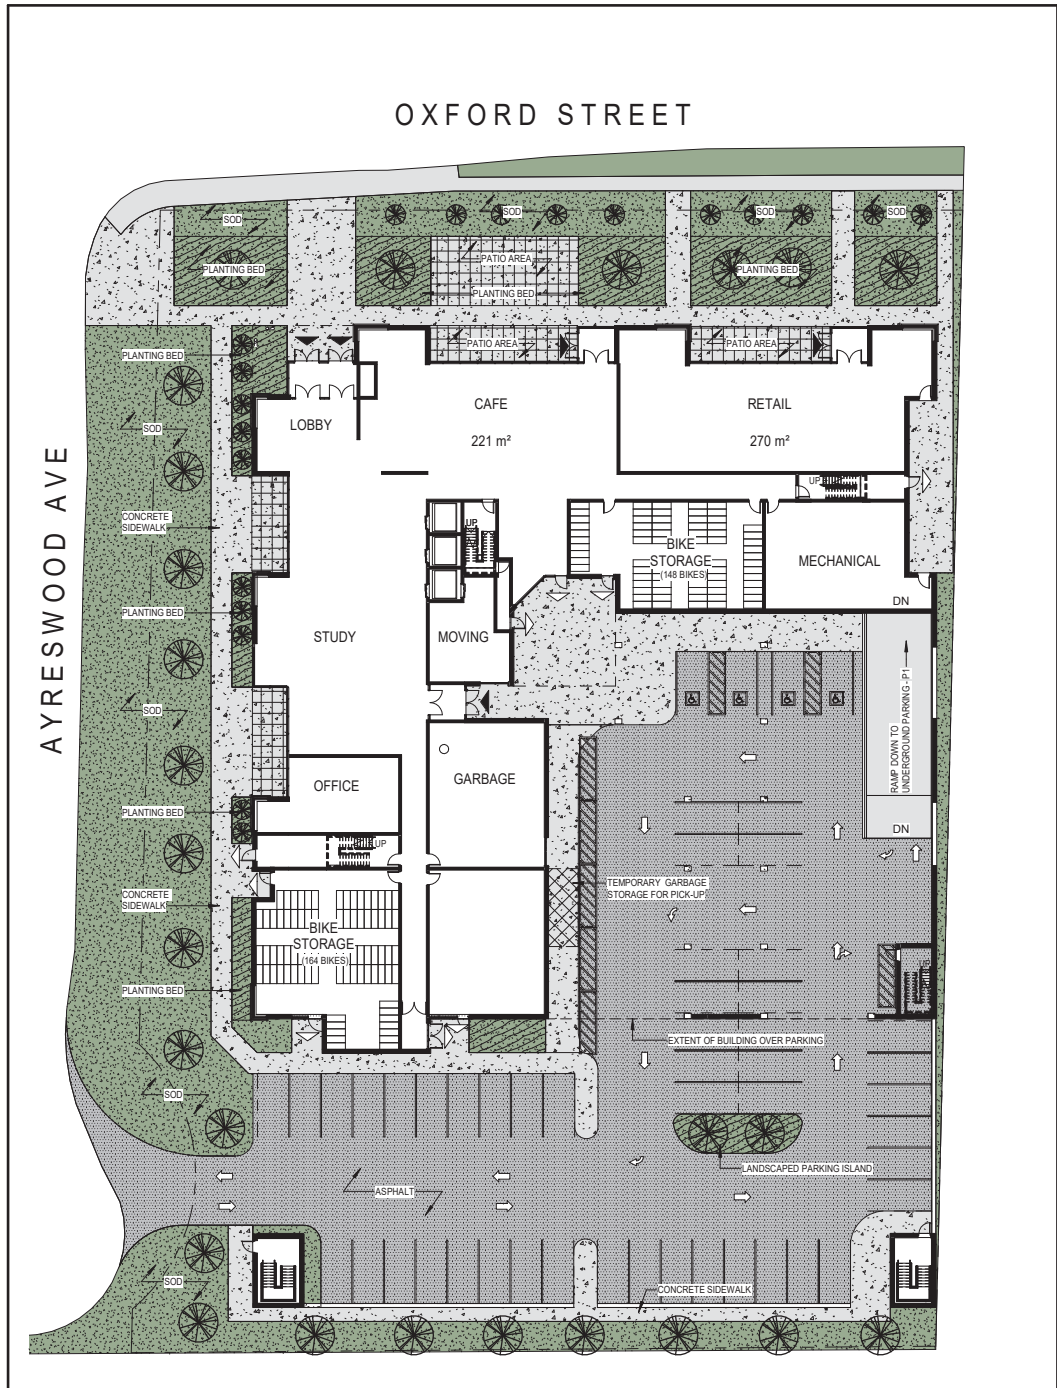 OXFORD STREET
SOD
SOD
SOD
SOD
PLANTING BED
PATIO AREA
PLANTING BED
PLANTING BED
PLANTING BED
PATIO AREA
PATIO AREA
LOBBY
CAFE
221 m²
RETAIL
270 m²
SOD
AYRESWOOD AVE
CONCRETE
SIDEWALK
UP
UP
BIKE
STORAGE
(148 BIKES)
MECHANICAL
DN
PLANTING BED
STUDY
MOVING
SOD
RAMP DOWN TO
UNDERGROUND PARKING - P1
OFFICE
GARBAGE
PLANTING BED
DN
UP
TEMPORARY GARBAGE
STORAGE FOR PICK-UP
CONCRETE
SIDEWALK
BIKE
STORAGE
(164 BIKES)
UP
PLANTING BED
EXTENT OF BUILDING OVER PARKING
SOD
LANDSCAPED PARKING ISLAND
ASPHALT
SOD
CONCRETE SIDEWALK